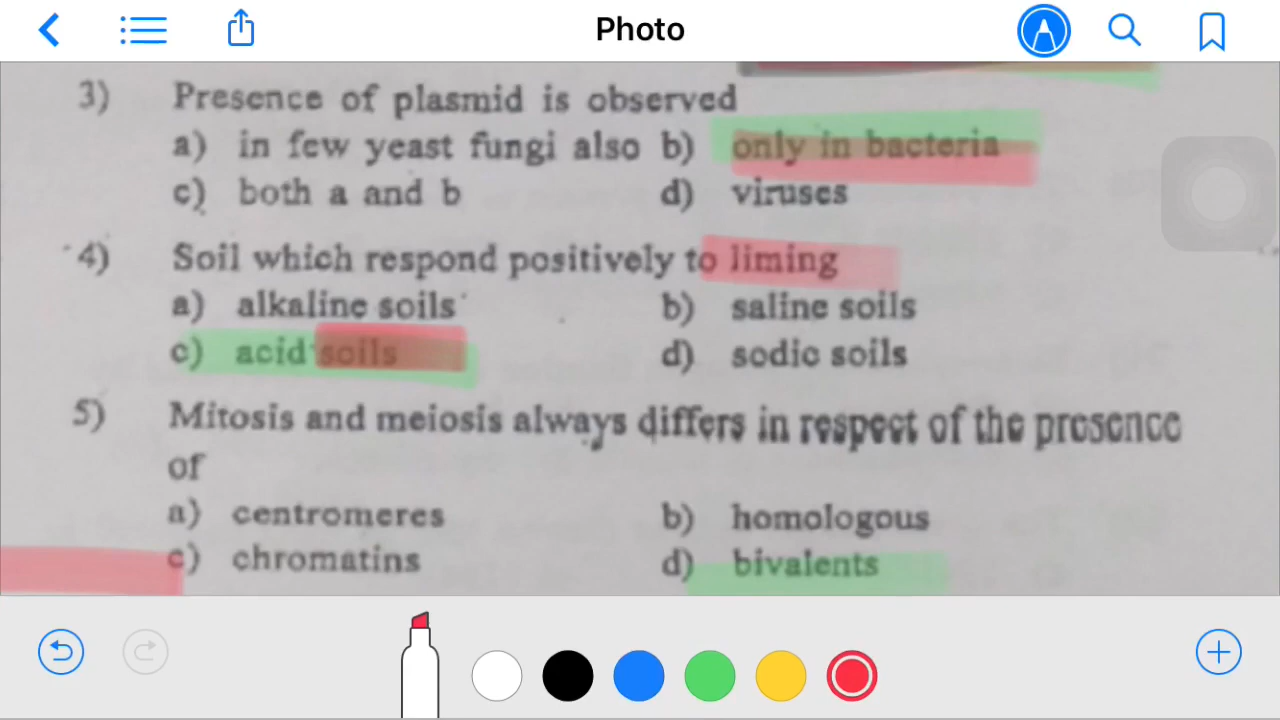 Photo
3) Presence of plasmid is observed
a) in few yeast fungi also b) only in bacteria
c) both a and b d) viruses
4) Soil which respond positively to liming
a) alkaline soils b) saline soils
c) acid soils d) sodic soils
5) Mitosis and meiosis always differs in respect of the presence
of
a) centromeres b) homologous
c) chromatins d) bivalents